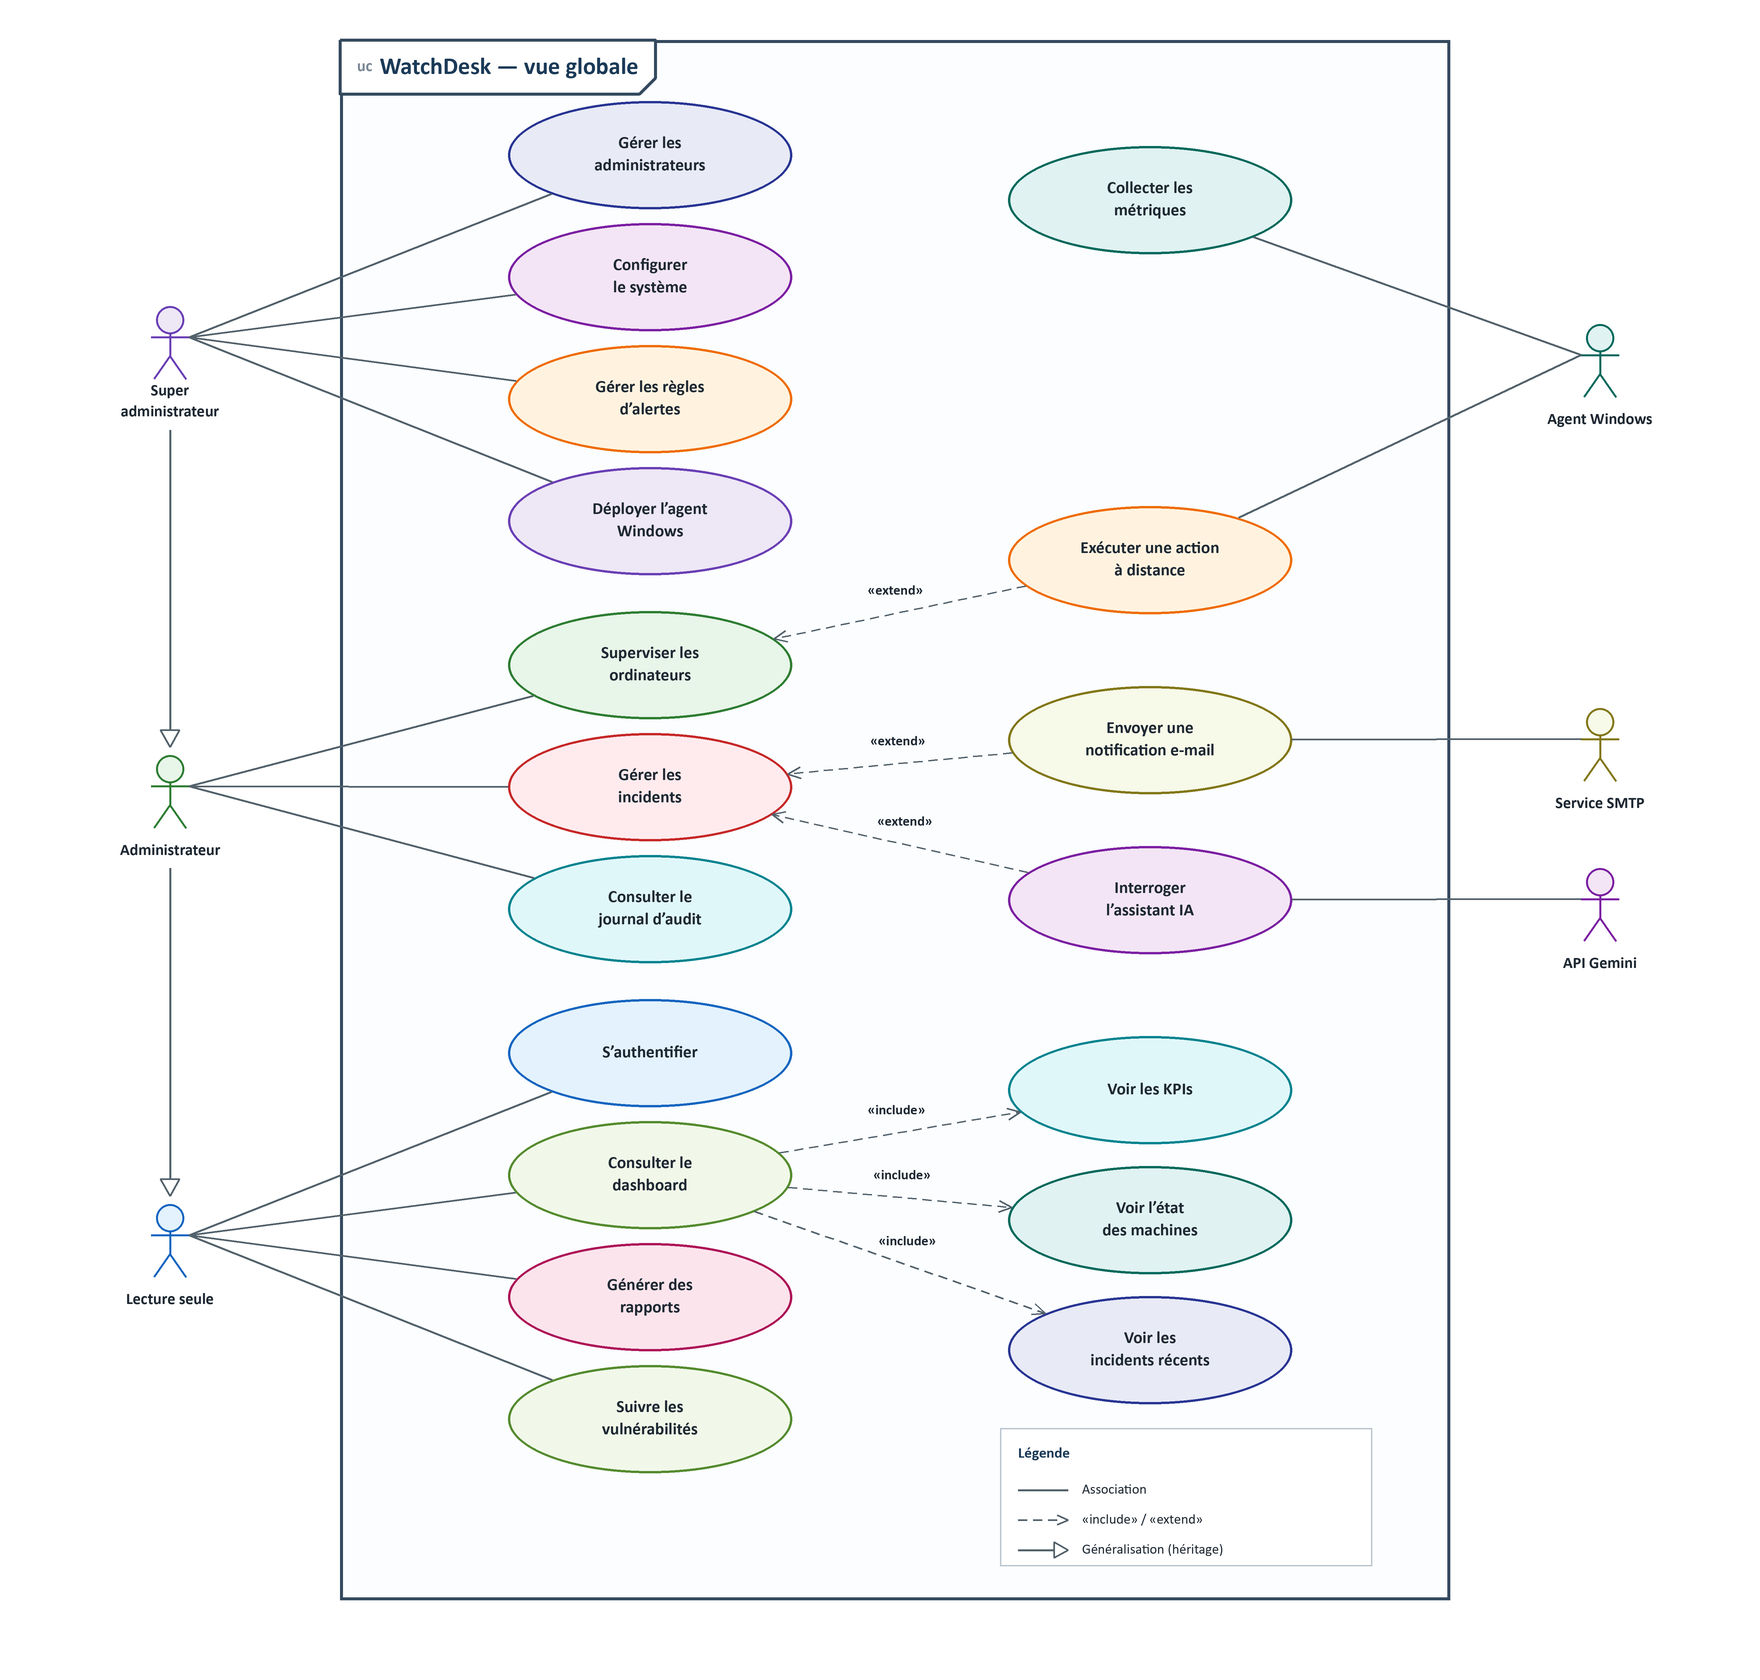 uc WatchDesk — vue globale
Gérer les
administrateurs
Configurer
le système
Gérer les règles
d’alertes
Déployer l’agent
Windows
Superviser les
ordinateurs
Gérer les
incidents
Consulter le
journal d’audit
S’authentifier
Consulter le
dashboard
Générer des
rapports
Suivre les
vulnérabilités
Collecter les
métriques
Exécuter une action
à distance
Envoyer une
notification e-mail
Interroger
l’assistant IA
Voir les KPIs
Voir l’état
des machines
Voir les
incidents récents
«extend»
«extend»
«extend»
«include»
«include»
«include»
Super
administrateur
Administrateur
Lecture seule
Agent Windows
Service SMTP
API Gemini
Légende
Association
«include» / «extend»
Généralisation (héritage)